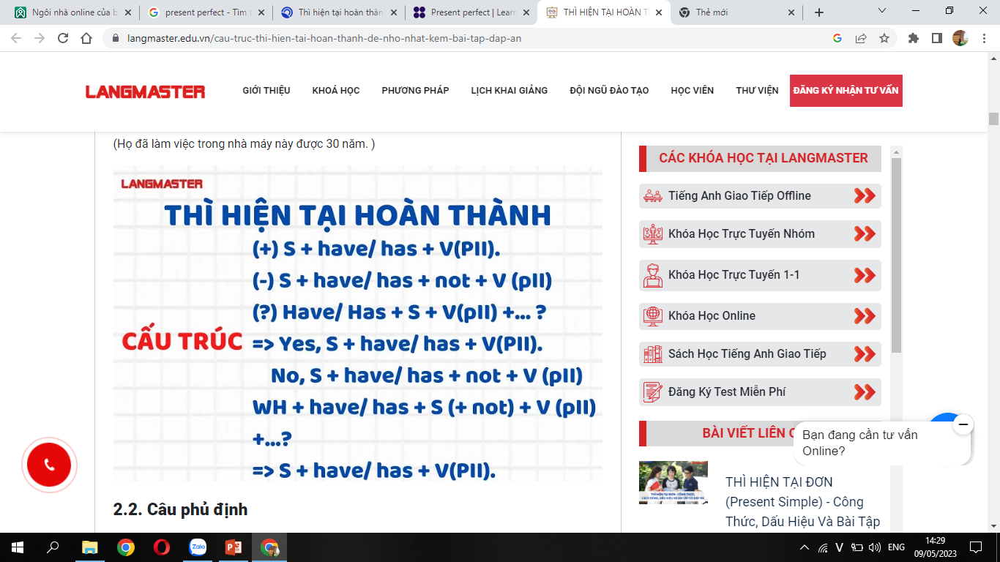 Ngôi nhà online của b
present perfect - Tìm t
Thì hiện tại hoàn thàn
Present perfect | Learn
THÌ HIỆN TẠI HOÀN T
Thẻ mới
langmaster.edu.vn/cau-truc-thi-hien-tai-hoan-thanh-de-nho-nhat-kem-bai-tap-dap-an
LANGMASTER
GIỚI THIỆU
KHOÁ HỌC
PHƯƠNG PHÁP
LỊCH KHAI GIẢNG
ĐỘI NGŨ ĐÀO TẠO
HỌC VIÊN
THƯ VIỆN
ĐĂNG KÝ NHẬN TƯ VẤN
(Họ đã làm việc trong nhà máy này được 30 năm. )
LANGMASTER
THÌ HIỆN TẠI HOÀN THÀNH
(+) S + have/ has + V(PII).
(-) S + have/ has + not + V (pII)
(?) Have/ Has + S + V(pII) +... ?
CẤU TRÚC
=> Yes, S + have/ has + V(PII).
No, S + have/ has + not + V (pII)
WH + have/ has + S (+ not) + V (pII)
+...?
=> S + have/ has + V(PII).
2.2. Câu phủ định
CÁC KHÓA HỌC TẠI LANGMASTER
Tiếng Anh Giao Tiếp Offline
Khóa Học Trực Tuyến Nhóm
Khóa Học Trực Tuyến 1-1
Khóa Học Online
Sách Học Tiếng Anh Giao Tiếp
Đăng Ký Test Miễn Phí
BÀI VIẾT LIÊN
Bạn đang cần tư vấn
Online?
THÌ HIỆN TẠI ĐƠN
(Present Simple) - Công
Thức, Dấu Hiệu Và Bài Tập
Zalo
V
ENG
14:29
09/05/2023